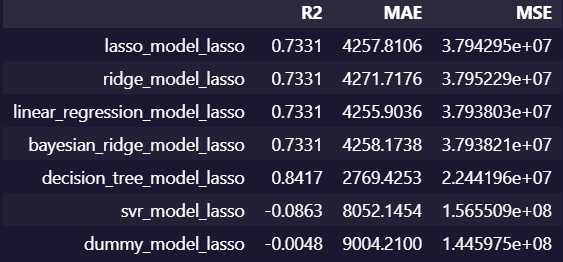 R2 MAE MSE
lasso_model_lasso 0.7331 4257.8106 3.794295e+07
ridge_model_lasso 0.7331 4271.7176 3.795229e+07
linear_regression_model_lasso 0.7331 4255.9036 3.793803e+07
bayesian_ridge_model_lasso 0.7331 4258.1738 3.793821e+07
decision_tree_model_lasso 0.8417 2769.4253 2.244196e+07
svr_model_lasso -0.0863 8052.1454 1.565509e+08
dummy_model_lasso -0.0048 9004.2100 1.445975e+08